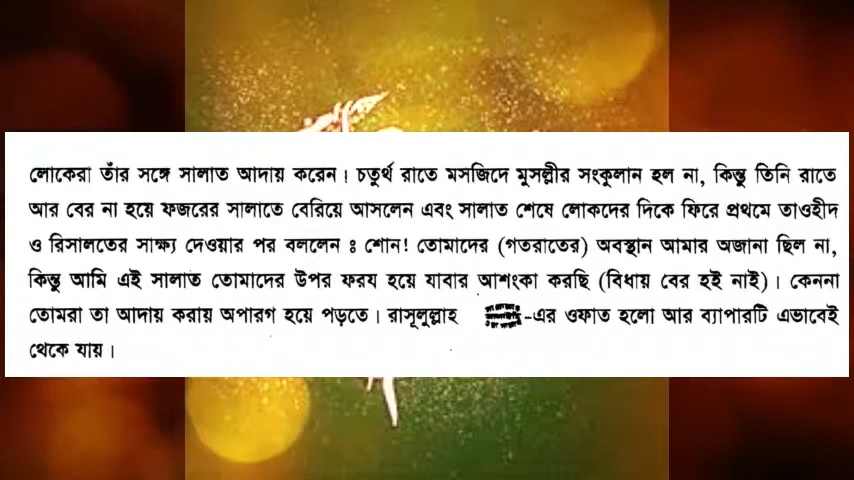 লোকেরা তাঁর সঙ্গে সালাত আদায় করেন। চতুর্থ রাতে মসজিদে মুসল্লীর সংকুলান হল না, কিন্তু তিনি রাতে
আর বের না হয়ে ফজরের সালাতে বেরিয়ে আসলেন এবং সালাত শেষে লোকদের দিকে ফিরে প্রথমে তাওহীদ
ও রিসালতের সাক্ষ্য দেওয়ার পর বললেন ঃ শোন! তোমাদের (গতরাতের) অবস্থান আমার অজানা ছিল না,
কিন্তু আমি এই সালাত তোমাদের উপর ফরয হয়ে যাবার আশংকা করছি (বিধায় বের হই নাই)। কেননা
তোমরা তা আদায় করায় অপারগ হয়ে পড়তে। রাসূলুল্লাহ -এর ওফাত হলো আর ব্যাপারটি এভাবেই
থেকে যায়।